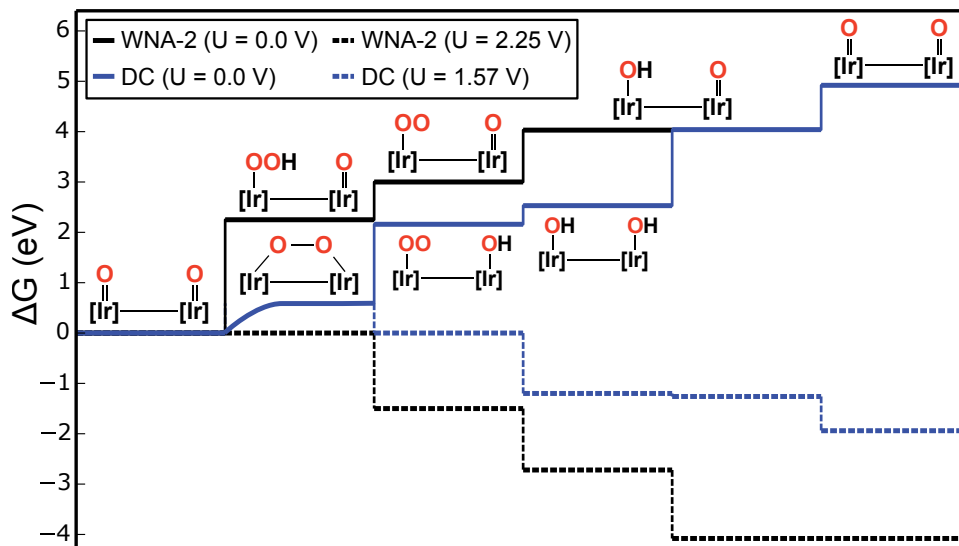 WNA-2 (U = 0.0 V) WNA-2 (U = 2.25 V)
DC (U = 0.0 V) DC (U = 1.57 V)
ΔG (eV)
6
5
4
3
2
1
0
−1
−2
−3
−4
O O
[Ir] [Ir]
OOH O
[Ir] [Ir]
O O
[Ir] [Ir]
OO O
[Ir] [Ir]
OO OH
[Ir] [Ir]
OH O
[Ir] [Ir]
OH OH
[Ir] [Ir]
O O
[Ir] [Ir]